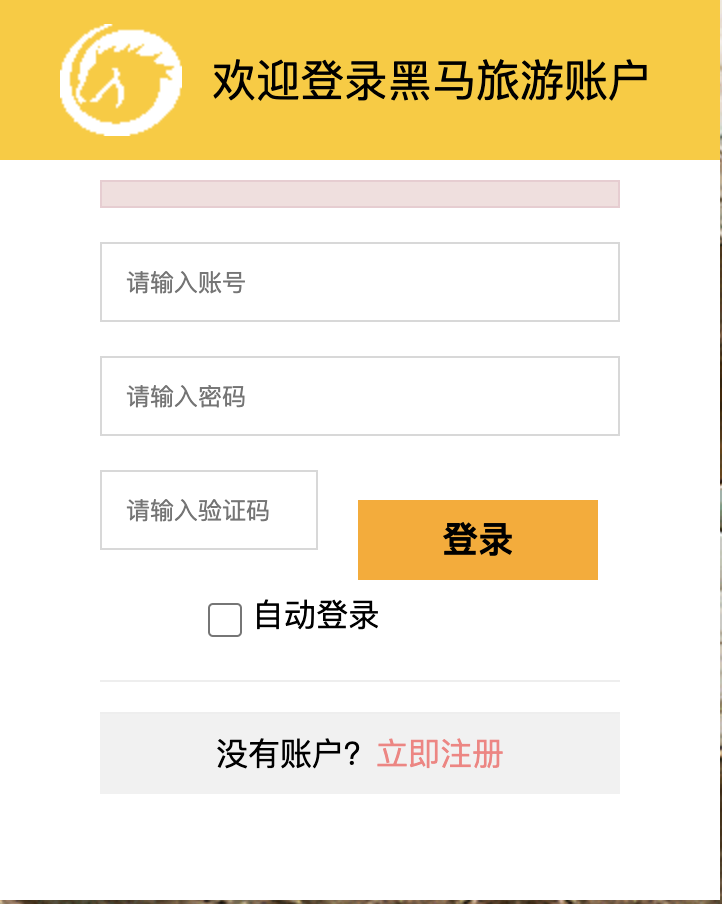 欢迎登录黑马旅游账户
请输入账号
请输入密码
请输入验证码
登录
自动登录
没有账户？立即注册